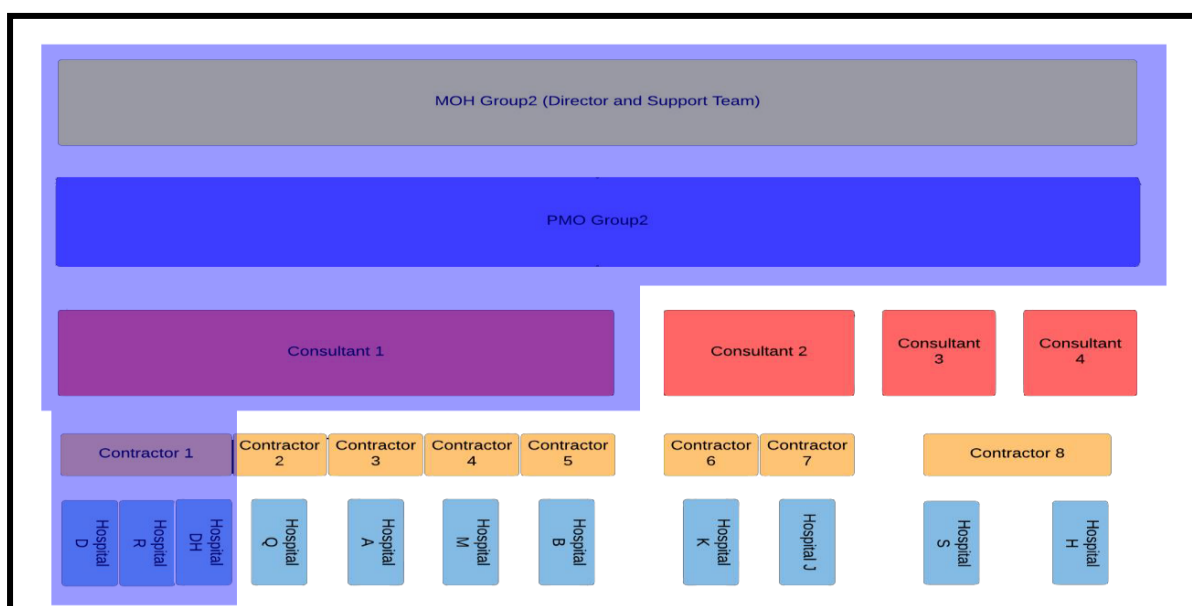 MOH Group2 (Director and Support Team)
PMO Group2
Consultant 1
Consultant 2
Consultant
3
Consultant
4
Contractor 1
Contractor
2
Contractor
3
Contractor
4
Contractor
5
Contractor
6
Contractor
7
Contractor 8
Hospital
D
Hospital
R
Hospital
DH
Hospital
Q
Hospital
A
Hospital
M
Hospital
B
Hospital
K
Hospital J
Hospital
S
Hospital
H